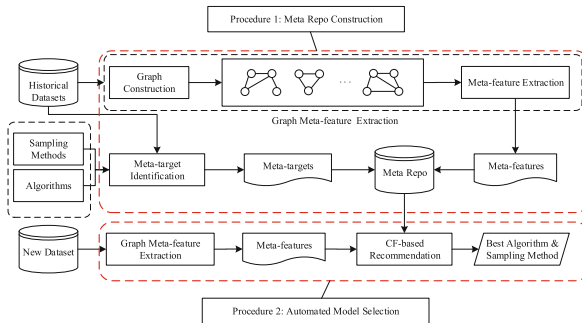 Procedure 1: Meta Repo Construction
Historical
Datasets
Graph
Construction
...
Meta-feature Extraction
Graph Meta-feature Extraction
Sampling
Methods
Algorithms
Meta-target
Identification
Meta-targets
Meta Repo
Meta-features
New Dataset
Graph Meta-feature
Extraction
Meta-features
CF-based
Recommendation
Best Algorithm &
Sampling Method
Procedure 2: Automated Model Selection